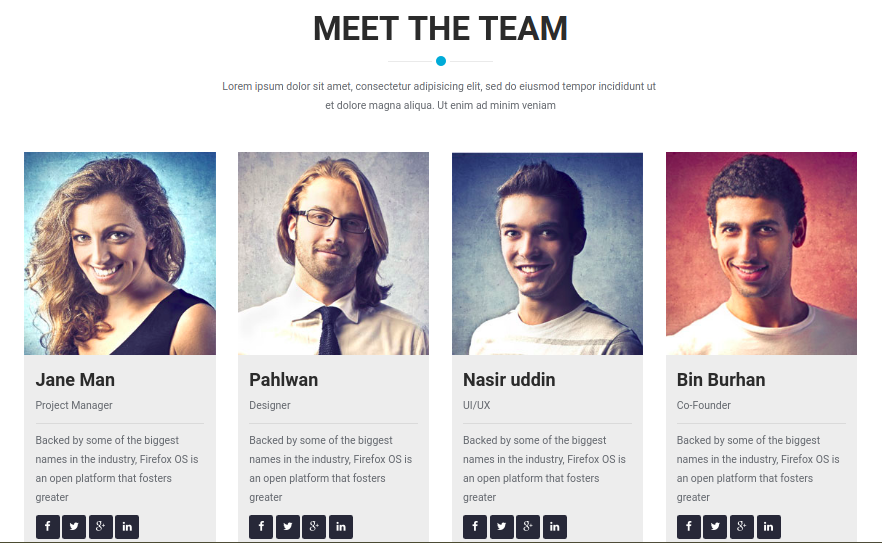 MEET THE TEAM
Lorem ipsum dolor sit amet, consectetur adipisicing elit, sed do eiusmod tempor incididunt ut
et dolore magna aliqua. Ut enim ad minim veniam
Jane Man
Project Manager
Backed by some of the biggest
names in the industry, Firefox OS is
an open platform that fosters
greater
Pahlwan
Designer
Backed by some of the biggest
names in the industry, Firefox OS is
an open platform that fosters
greater
Nasir uddin
UI/UX
Backed by some of the biggest
names in the industry, Firefox OS is
an open platform that fosters
greater
Bin Burhan
Co-Founder
Backed by some of the biggest
names in the industry, Firefox OS is
an open platform that fosters
greater